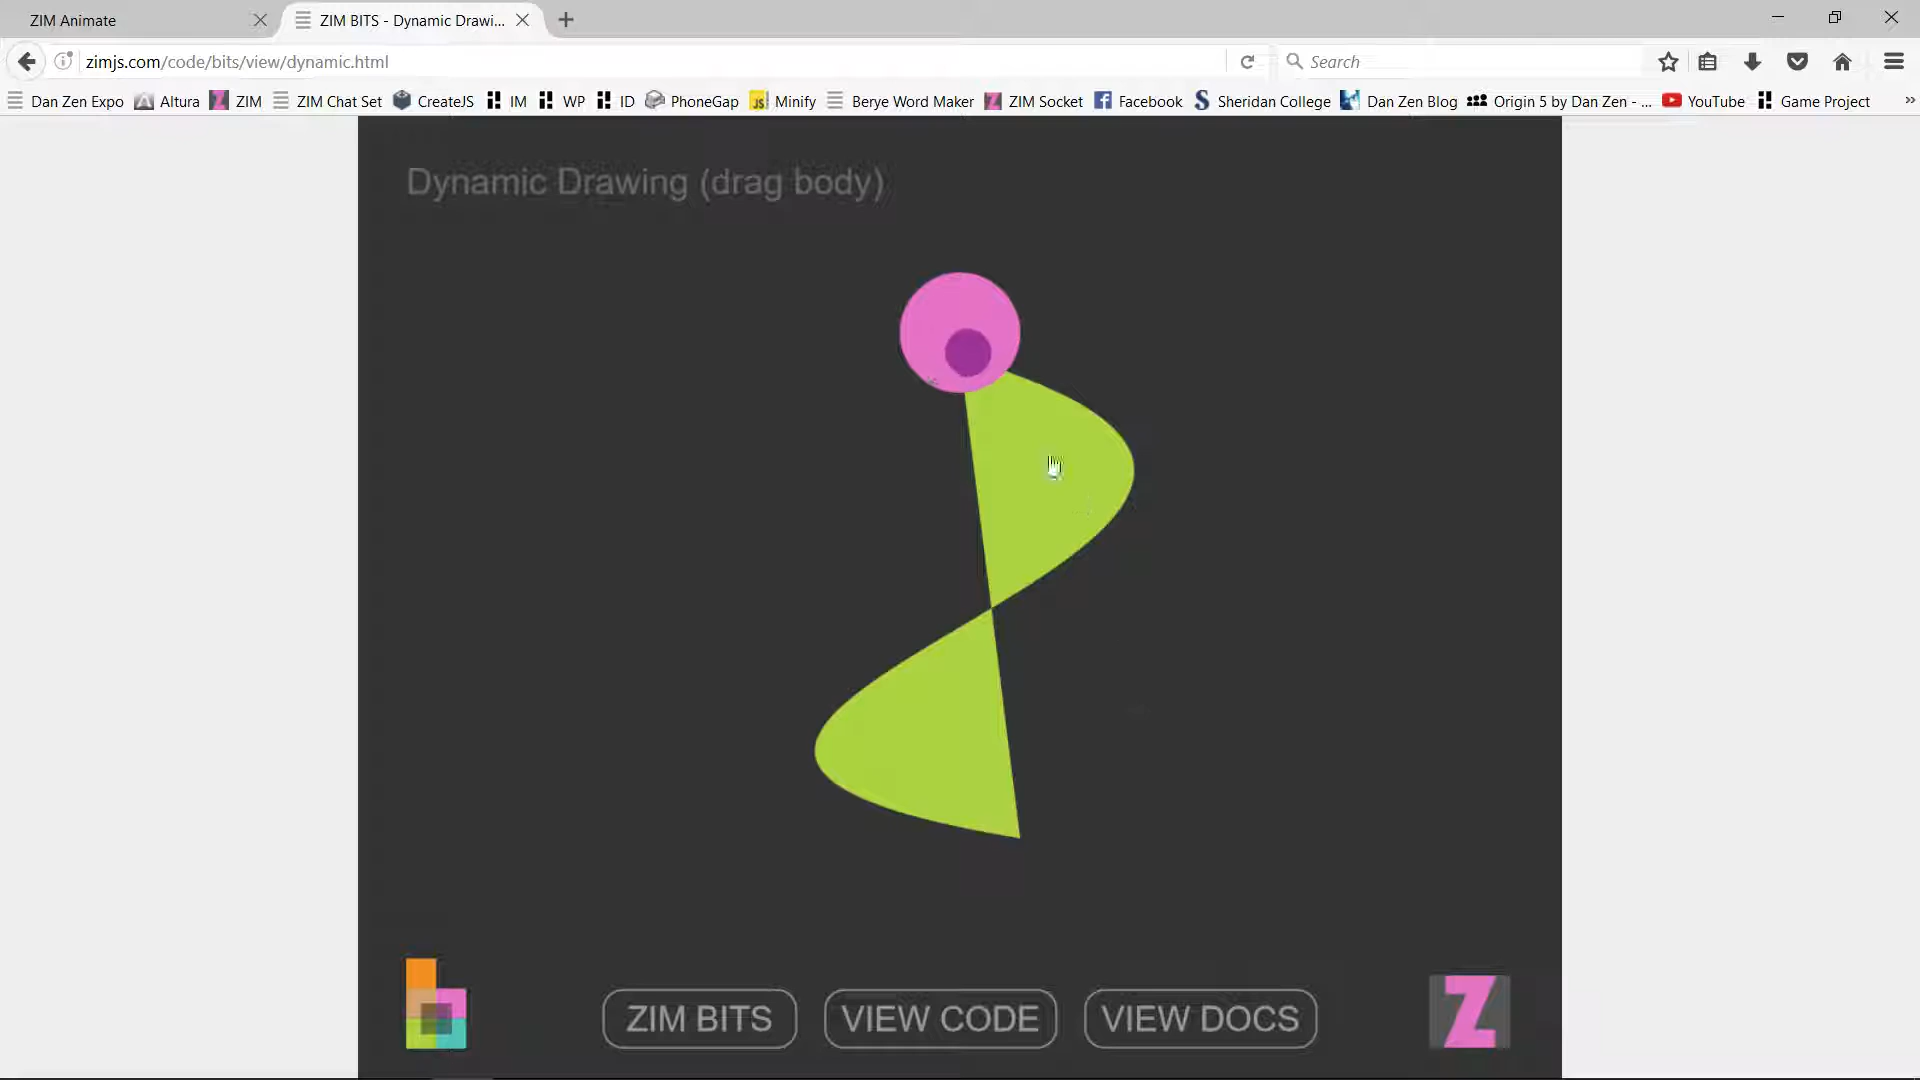 ZIM Animate
ZIM BITS - Dynamic Drawi...
zimjs.com/code/bits/view/dynamic.html
Search
Dan Zen Expo Altura ZIM ZIM Chat Set CreateJS IM WP ID PhoneGap Minify Berye Word Maker ZIM Socket Facebook Sheridan College Dan Zen Blog Origin 5 by Dan Zen - ... YouTube Game Project
Dynamic Drawing (drag body)
ZIM BITS VIEW CODE VIEW DOCS
Z